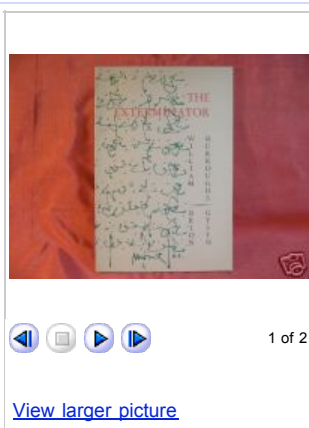 THE
EXTERMINATOR
WILLIAM
BURROUGHS
BRION
GYSIN
1 of 2
View larger picture